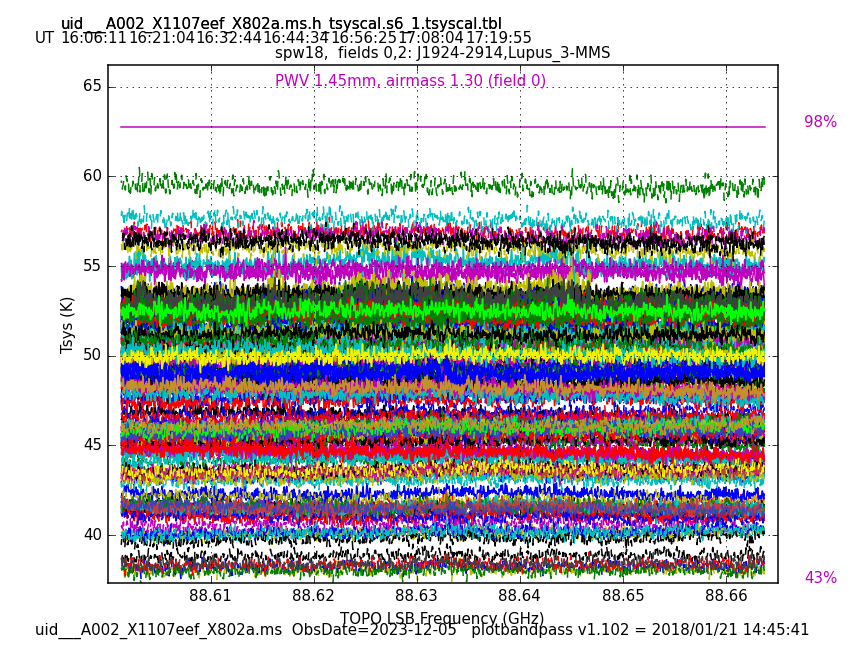 uid___A002_X1107eef_X802a.ms.h_tsyscal.s6_1.tsyscal.tbl
UT 16:06:11 16:21:04 16:32:44 16:44:34 16:56:25 17:08:04 17:19:55
spw18,  fields 0,2: J1924-2914,Lupus_3-MMS
PWV 1.45mm, airmass 1.30 (field 0)
98%
65
60
55
50
45
40
Tsys (K)
43%
88.61 88.62 88.63 88.64 88.65 88.66
TOPO LSB Frequency (GHz)
uid___A002_X1107eef_X802a.ms  ObsDate=2023-12-05   plotbandpass v1.102 = 2018/01/21 14:45:41